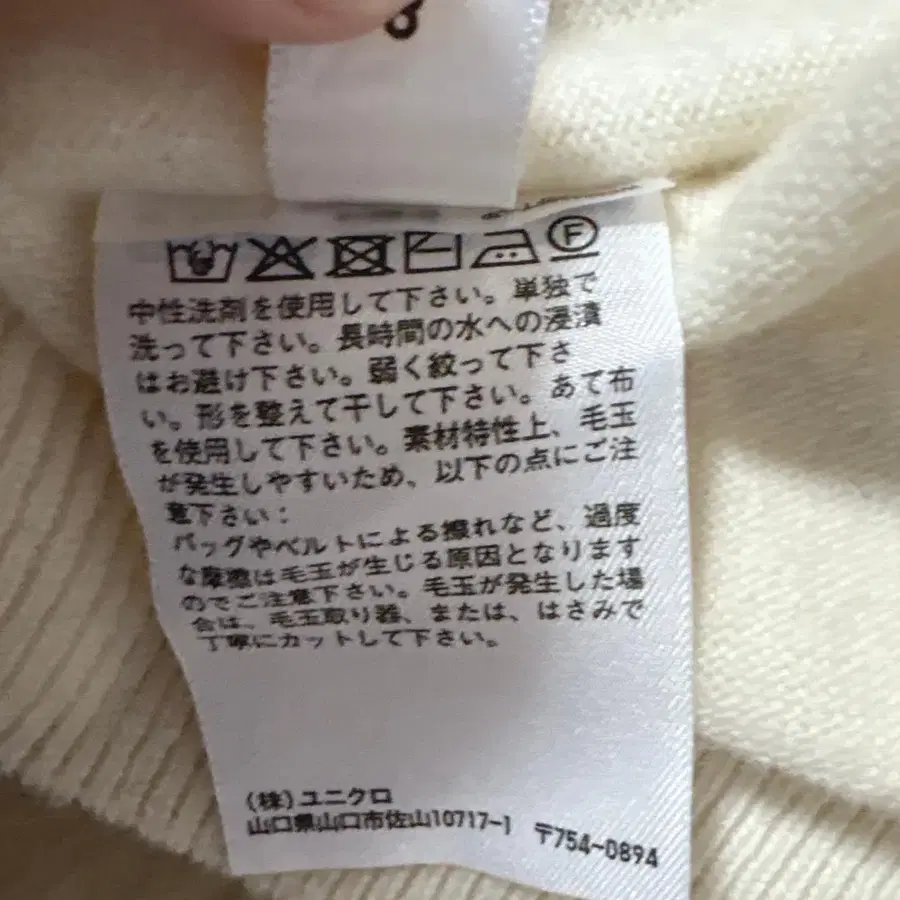 F
中性洗剤を使用して下さい。単独で
洗って下さい。長時間の水への浸漬
はお避け下さい。弱く絞って下さ
い。形を整えて干して下さい。あて布
を使用して下さい。素材特性上、毛玉
が発生しやすいため、以下の点にご注
意下さい：
バッグやベルトによる擦れなど、過度
な摩擦は毛玉が生じる原因となります
のでご注意下さい。毛玉が発生した場
合は、毛玉取り器、または、はさみで
丁寧にカットして下さい。
(株)ユニクロ
山口県山口市佐山10717-1 〒754-0894